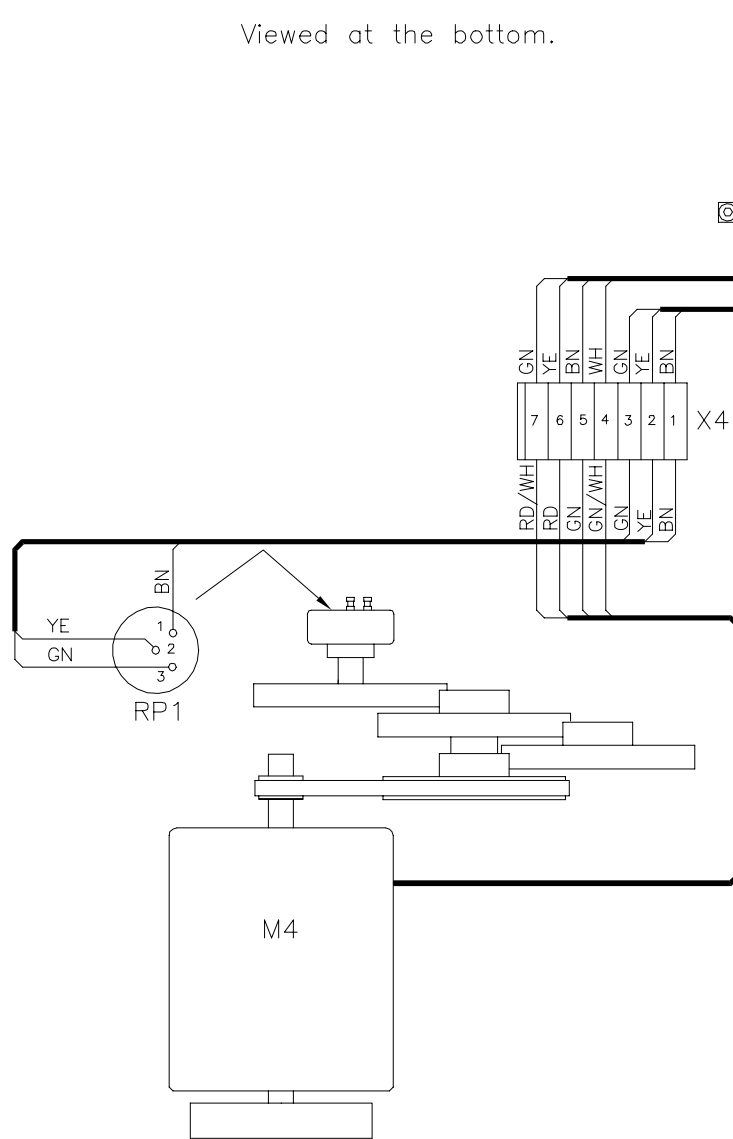 Viewed at the bottom.
GN YE BN WH GN YE BN
7 6 5 4 3 2 1 X4
RD/WH RD GN GN/WH GN YE BN
BN
YE 1
GN 2
3
RP1
M4